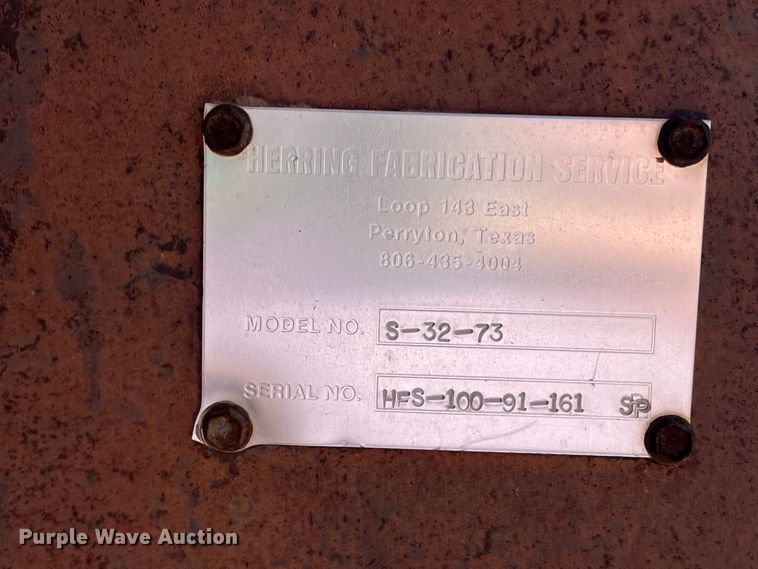 HERRING FABRICATION SERVICE
Loop 143 East
Perryton, Texas
806-435-4004
MODEL NO. S-32-73
SERIAL NO. HFS-100-91-161 SP
Purple Wave Auction